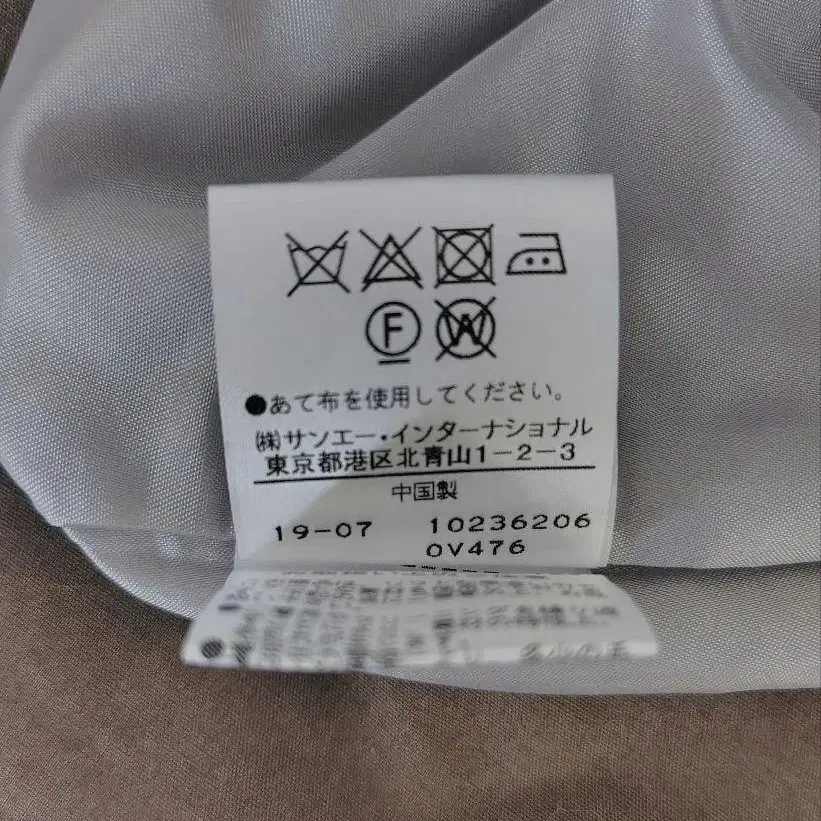 F W
●あて布を使用してください。
㈱サンエー・インターナショナル
東京都港区北青山1-2-3
中国製
19-07 10236206
0V476